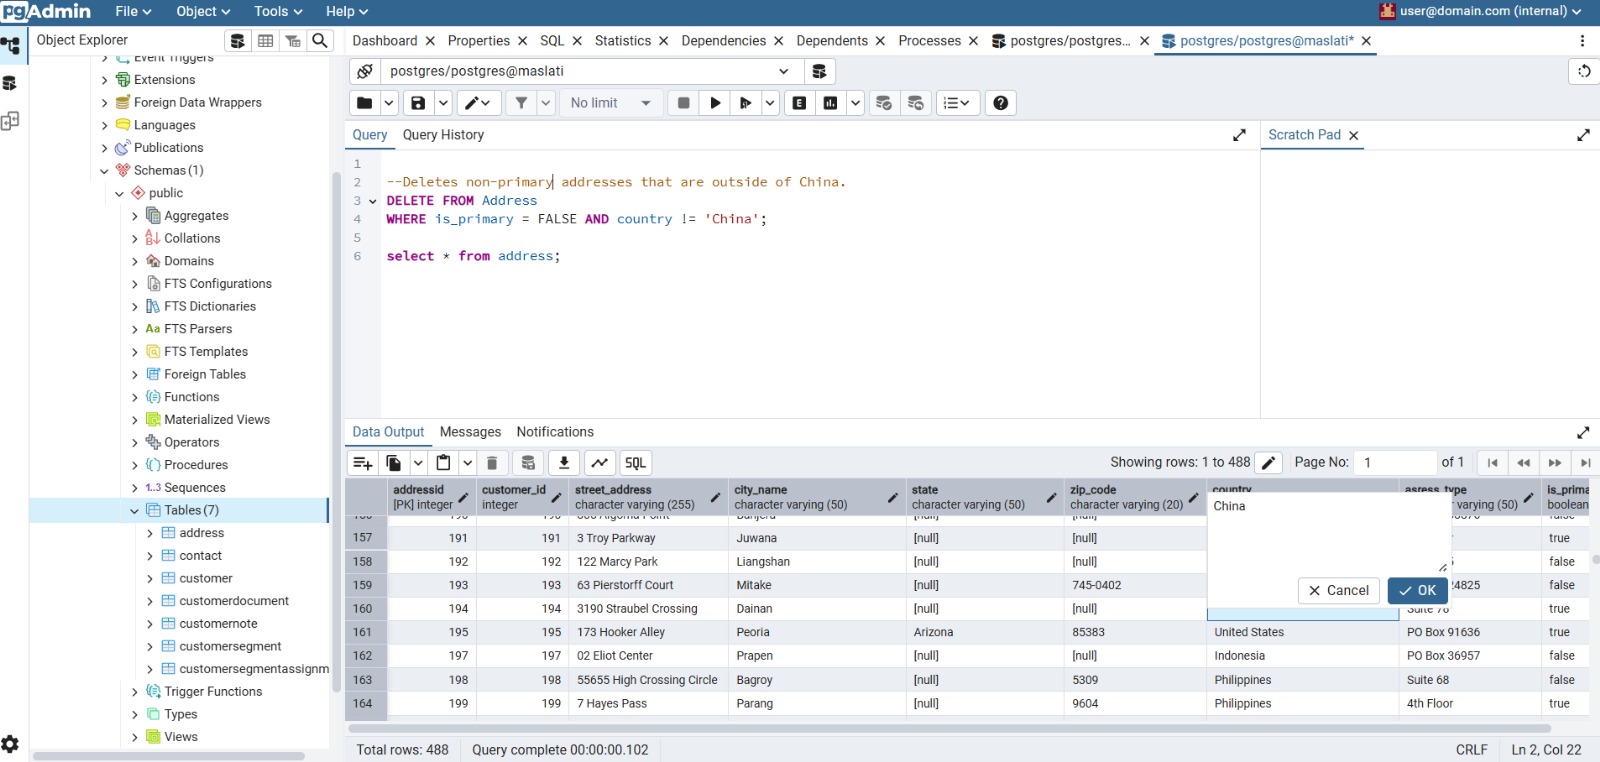 pgAdmin File Object Tools Help user@domain.com (internal)
Object Explorer
Dashboard Properties SQL Statistics Dependencies Dependents Processes postgres/postgres... postgres/postgres@maslati*
Event Triggers
Extensions
Foreign Data Wrappers
Languages
Publications
Schemas (1)
public
Aggregates
Collations
Domains
FTS Configurations
FTS Dictionaries
FTS Parsers
Aa
FTS Templates
Foreign Tables
Functions
Materialized Views
Operators
Procedures
1..3 Sequences
Tables (7)
address
contact
customer
customerdocument
customernote
customersegment
customersegmentassignm
Trigger Functions
Types
Views
postgres/postgres@maslati
No limit
E
Query Query History
Scratch Pad
1
2 --Deletes non-primary addresses that are outside of China.
3 DELETE FROM Address
4 WHERE is_primary = FALSE AND country != 'China';
5
6 select * from address;
Data Output Messages Notifications
SQL Showing rows: 1 to 488 Page No: 1 of 1
addressid customer_id street_address city_name state zip_code country asress_type is_prima
[PK] integer integer character varying (255) character varying (50) character varying (50) character varying (20) varying (50) boolean
157 191 191 3 Troy Parkway Juwana [null] [null] true
158 192 192 122 Marcy Park Liangshan [null] [null] false
159 193 193 63 Pierstorff Court Mitake [null] 745-0402 24825 false
160 194 194 3190 Straubel Crossing Dainan [null] [null] Suite 78 true
161 195 195 173 Hooker Alley Peoria Arizona 85383 United States PO Box 91636 true
162 197 197 02 Eliot Center Prapen [null] [null] Indonesia PO Box 36957 false
163 198 198 55655 High Crossing Circle Bagroy [null] 5309 Philippines Suite 68 false
164 199 199 7 Hayes Pass Parang [null] 9604 Philippines 4th Floor true
China
Cancel OK
Total rows: 488 Query complete 00:00:00.102 CRLF Ln 2, Col 22